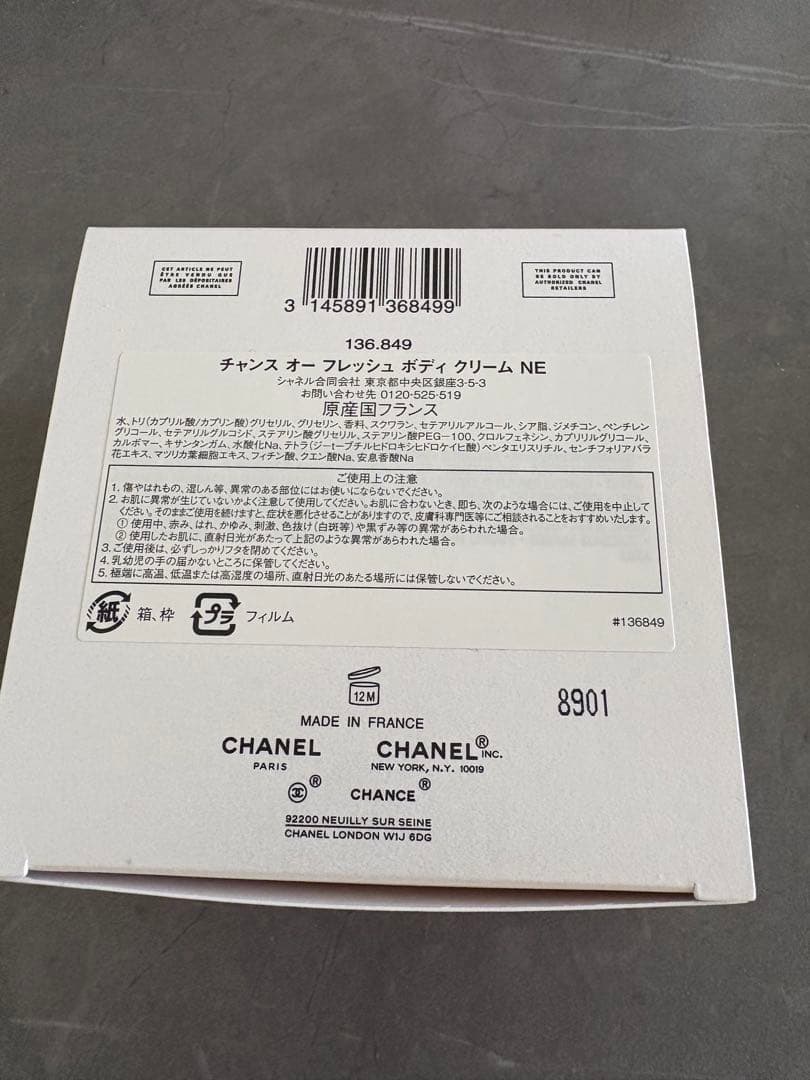 CET ARTICLE NE PEUT
ÊTRE VENDU QUE
PAR LES DÉPOSITAIRES
AGRÉÉS CHANEL
THIS PRODUCT CAN
BE SOLD ONLY BY
AUTHORIZED CHANEL
RETAILERS
3 145891 368499
136.849
チャンス オー フレッシュ ボディ クリーム NE
シャネル合同会社 東京都中央区銀座3-5-3
お問い合わせ先 0120-525-519
原産国フランス
水、トリ(カプリル酸/カプリン酸)グリセリル、グリセリン、香料、スクワラン、セテアリルアルコール、シア脂、ジメチコン、ペンチレン
グリコール、セテアリルグルコシド、ステアリン酸グリセリル、ステアリン酸PEG-100、クロルフェネシン、カプリリルグリコール、
カルボマー、キサンタンガム、水酸化Na、テトラ(ジ-t-ブチルヒドロキシヒドロケイヒ酸)ペンタエリスリチル、センチフォリアバラ
花エキス、マツリカ葉細胞エキス、フィチン酸、クエン酸Na、安息香酸Na
ご使用上の注意
1. 傷やはれもの、湿しん等、異常のある部位にはお使いにならないでください。
2. お肌に異常が生じていないかよく注意して使用してください。お肌に合わないとき、即ち、次のような場合には、ご使用を中止して
ください。そのままご使用を続けますと、症状を悪化させることがありますので、皮膚科専門医等にご相談されることをおすすめいたします。
① 使用中、赤み、はれ、かゆみ、刺激、色抜け(白斑等)や黒ずみ等の異常があらわれた場合。
② 使用したお肌に、直射日光があたって上記のような異常があらわれた場合。
3. ご使用後は、必ずしっかりフタを閉めてください。
4. 乳幼児の手の届かないところに保管してください。
5. 極端に高温、低温または高湿度の場所、直射日光のあたる場所には保管しないでください。
紙 箱、枠 プラ フィルム #136849
12M
8901
MADE IN FRANCE
CHANEL CHANEL® INC.
PARIS NEW YORK, N.Y. 10019
® CHANCE®
92200 NEUILLY SUR SEINE
CHANEL LONDON W1J 6DG